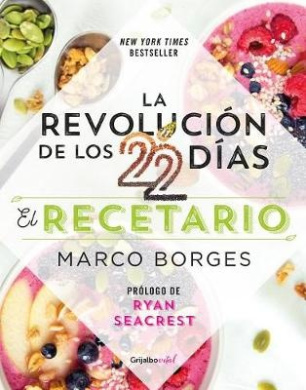 NEW YORK TIMES
BESTSELLER
LA
REVOLUCIÓN
DE LOS 22 DÍAS
El RECETARIO
MARCO BORGES
PRÓLOGO DE
RYAN
SEACREST
Grijalbo vital